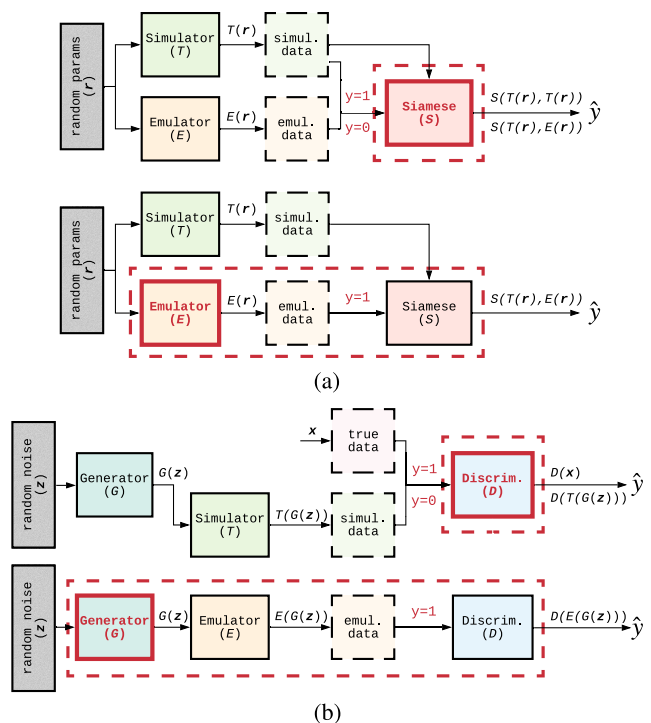 random params
(r)
Simulator
(T)
T(r)
simul.
data
Emulator
(E)
E(r)
emul.
data
y=1
y=0
Siamese
(S)
S(T(r),T(r))
S(T(r),E(r))
ŷ
random params
(r)
Simulator
(T)
T(r)
simul.
data
Emulator
(E)
E(r)
emul.
data
y=1
Siamese
(S)
S(T(r),E(r))
ŷ
(a)
random noise
(z)
Generator
(G)
G(z)
Simulator
(T)
T(G(z))
simul.
data
x
true
data
y=1
y=0
Discrim.
(D)
D(x)
D(T(G(z)))
ŷ
random noise
(z)
Generator
(G)
G(z)
Emulator
(E)
E(G(z))
emul.
data
y=1
Discrim.
(D)
D(E(G(z)))
ŷ
(b)